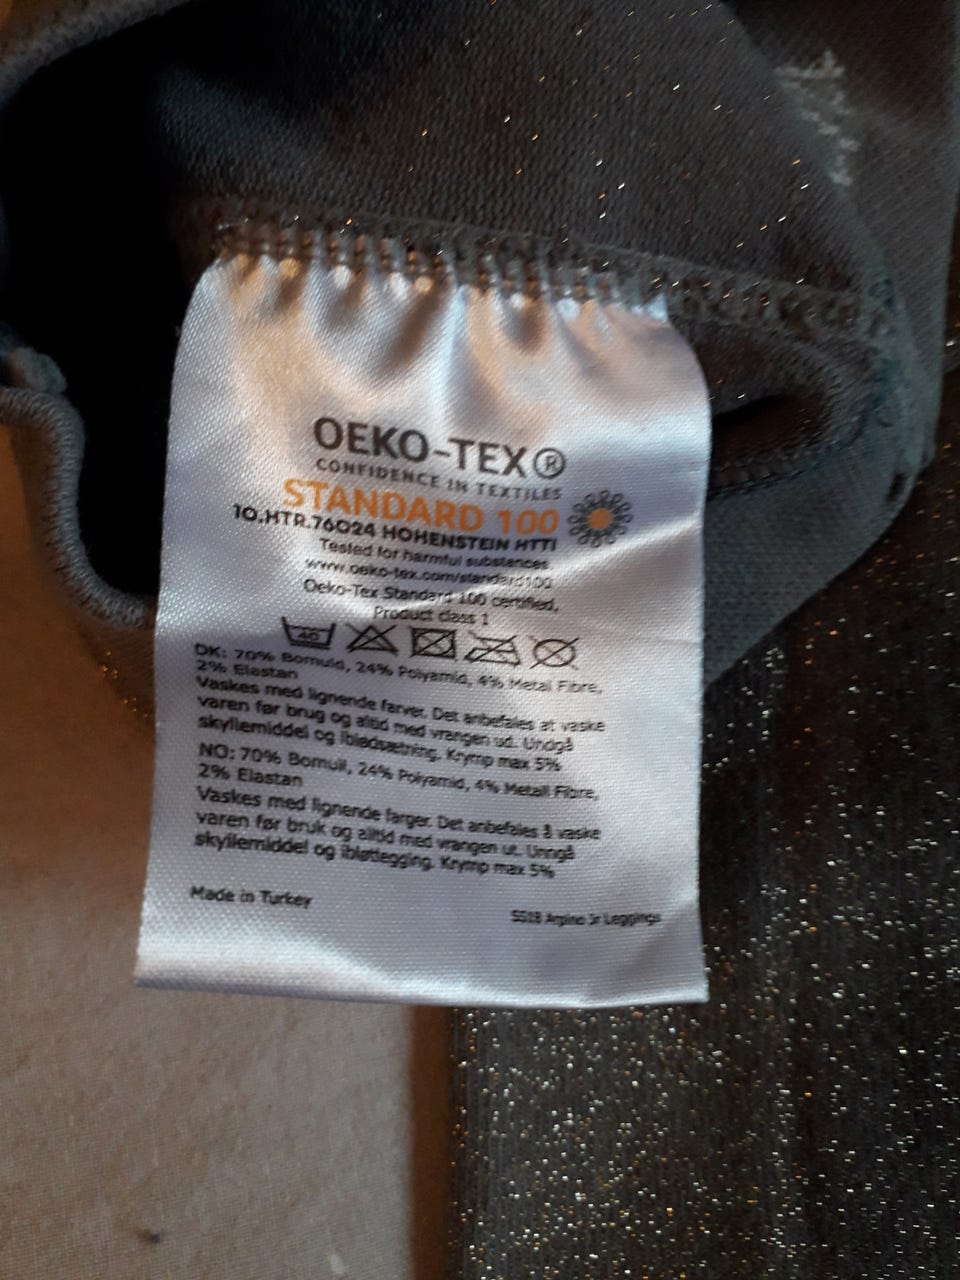 OEKO-TEX®
CONFIDENCE IN TEXTILES
STANDARD 100
10.HTR.76024 HOHENSTEIN HTTI
Tested for harmful substances
www.oeko-tex.com/standard100
Oeko-Tex Standard 100 certified,
Product class 1
40
DK: 70% Bomuld, 24% Polyamid, 4% Metal Fibre,
2% Elastan
Vaskes med lignende farver. Det anbefales at vaske
varen før brug og altid med vrangen ud. Undgå
skyllemiddel og iblødsætning. Krymp max 5%
NO: 70% Bomull, 24% Polyamid, 4% Metall Fibre,
2% Elastan
Vaskes med lignende farger. Det anbefales å vaske
varen før bruk og alltid med vrangen ut. Unngå
skyllemiddel og ibløtlegging. Krymp max 5%
Made in Turkey
SS18 Arpino Jr Leggings